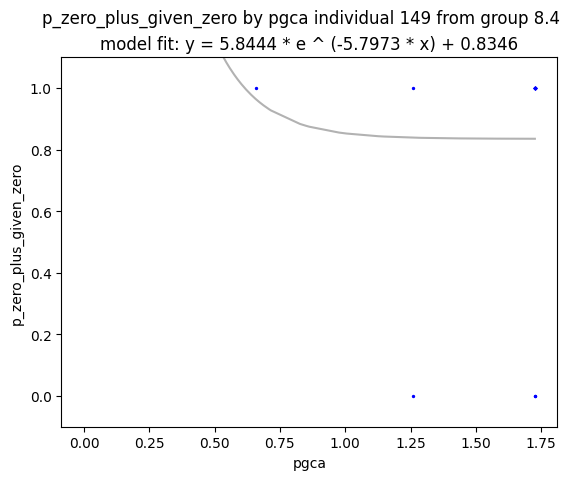 p_zero_plus_given_zero by pgca individual 149 from group 8.4
model fit: y = 5.8444 * e ^ (-5.7973 * x) + 0.8346
1.0
0.8
0.6
0.4
0.2
0.0
p_zero_plus_given_zero
0.00 0.25 0.50 0.75 1.00 1.25 1.50 1.75
pgca